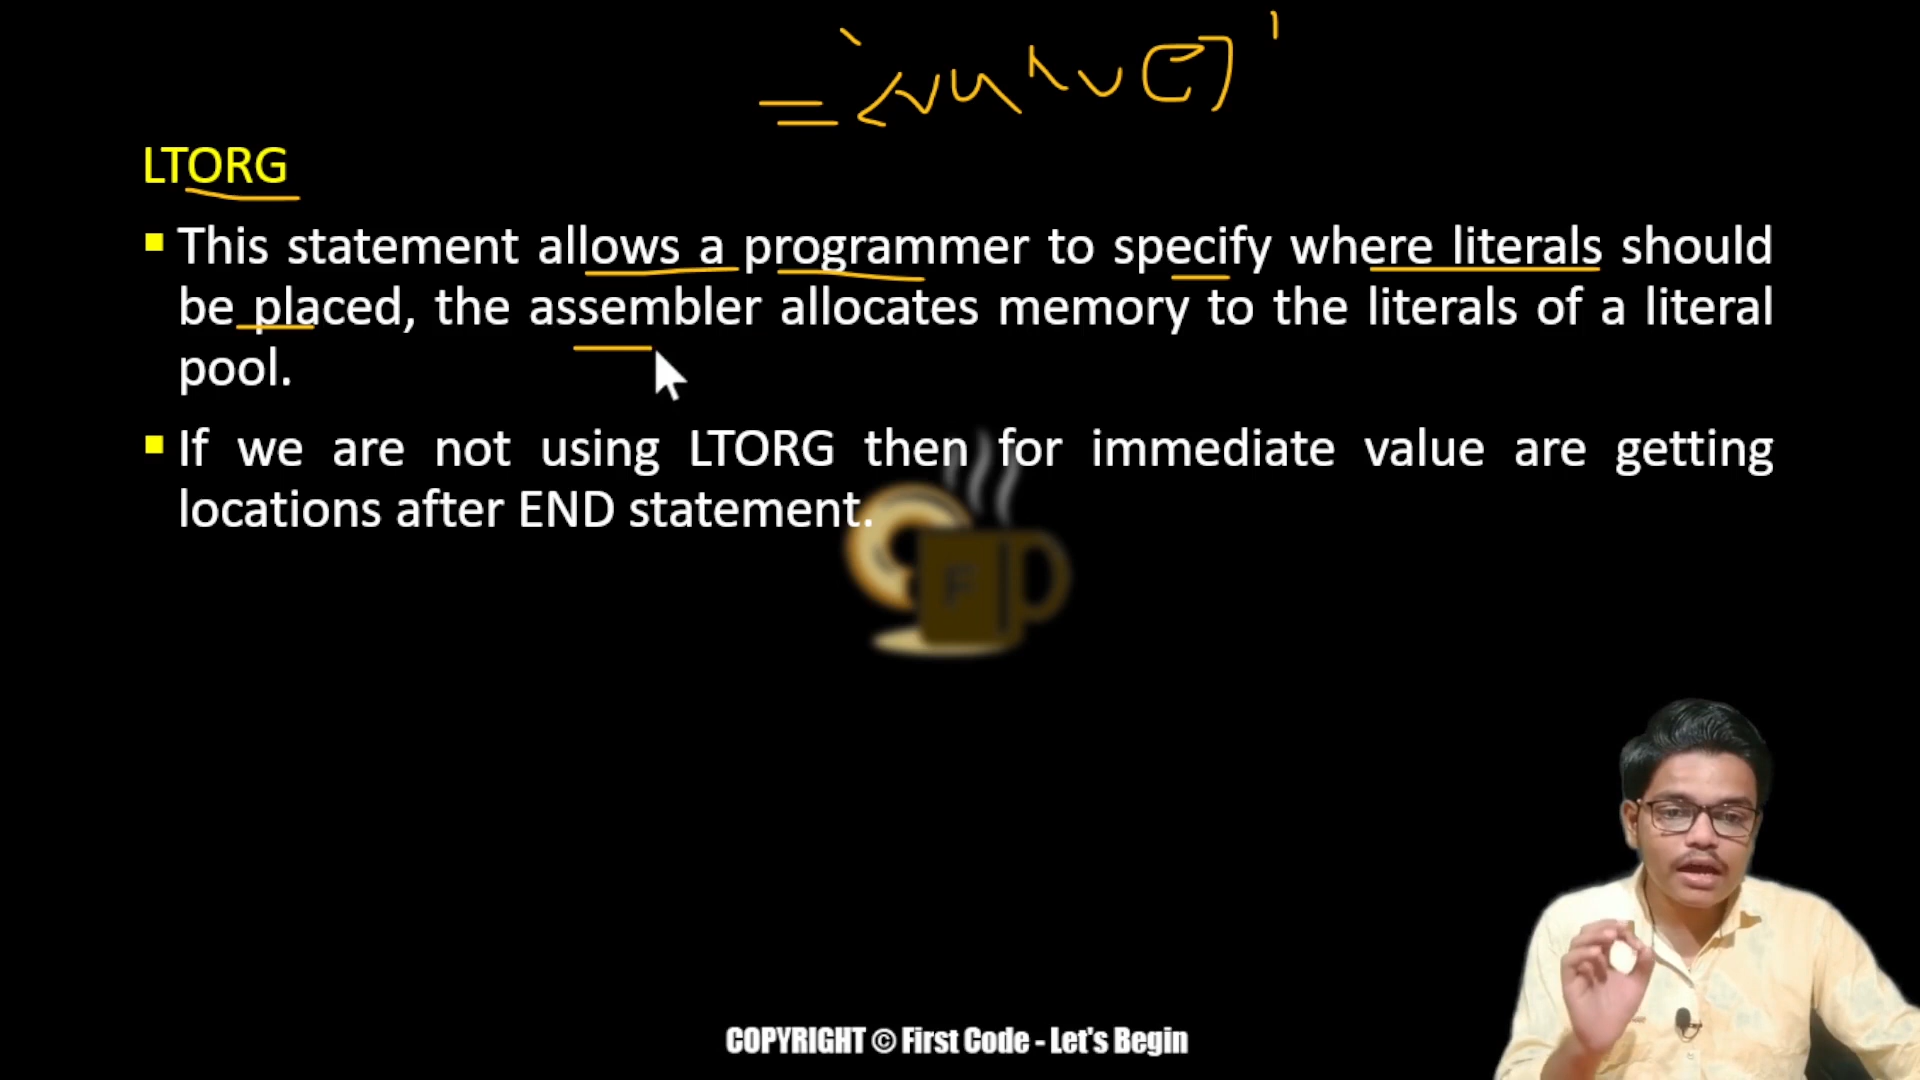 LTORG
This statement allows a programmer to specify where literals should
be placed, the assembler allocates memory to the literals of a literal
pool.
If we are not using LTORG then for immediate value are getting
locations after END statement.
F
COPYRIGHT © First Code - Let's Begin